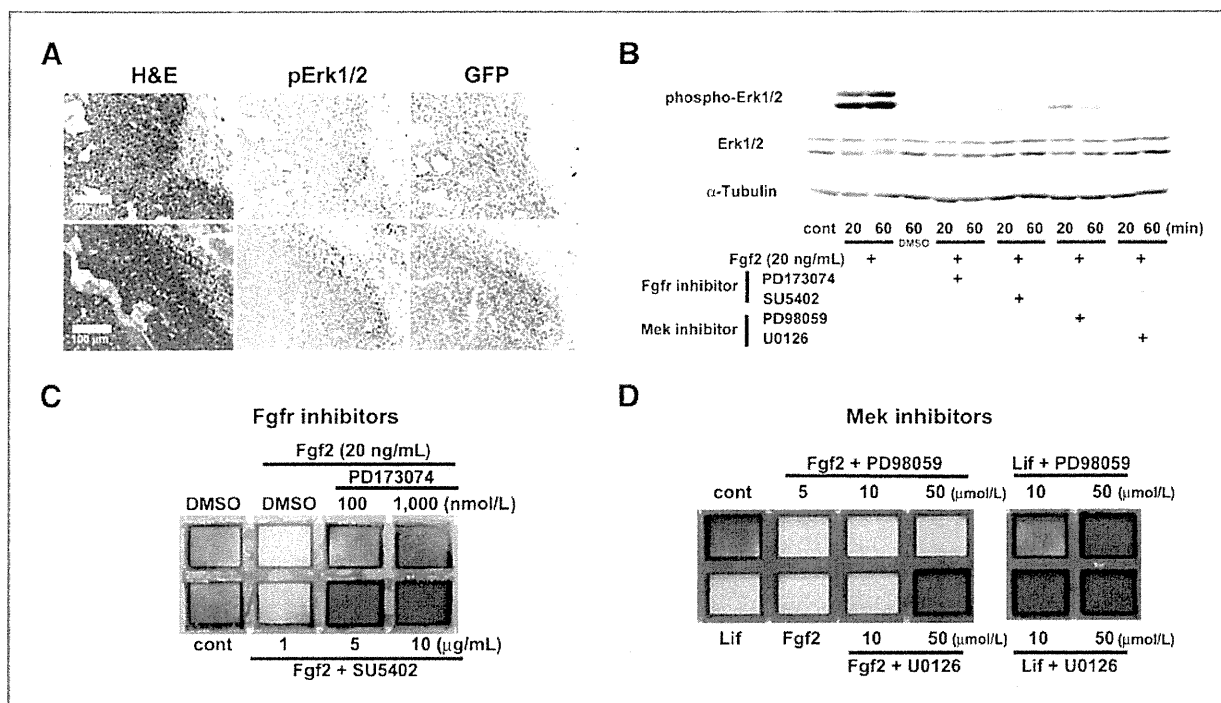 A
H&E pErk1/2 GFP
100 μm
B
phospho-Erk1/2
Erk1/2
α-Tubulin
cont 20 60 60 20 60 20 60 20 60 20 60 (min)
DMSO
Fgf2 (20 ng/mL) + + + + +
Fgfr inhibitor PD173074 +
SU5402 +
Mek inhibitor PD98059 +
U0126 +
C
Fgfr inhibitors
Fgf2 (20 ng/mL)
PD173074
DMSO DMSO 100 1,000 (nmol/L)
cont 1 5 10 (μg/mL)
Fgf2 + SU5402
D
Mek inhibitors
Fgf2 + PD98059 Lif + PD98059
cont 5 10 50 (μmol/L) 10 50 (μmol/L)
Lif Fgf2 10 50 (μmol/L) 10 50 (μmol/L)
Fgf2 + U0126 Lif + U0126